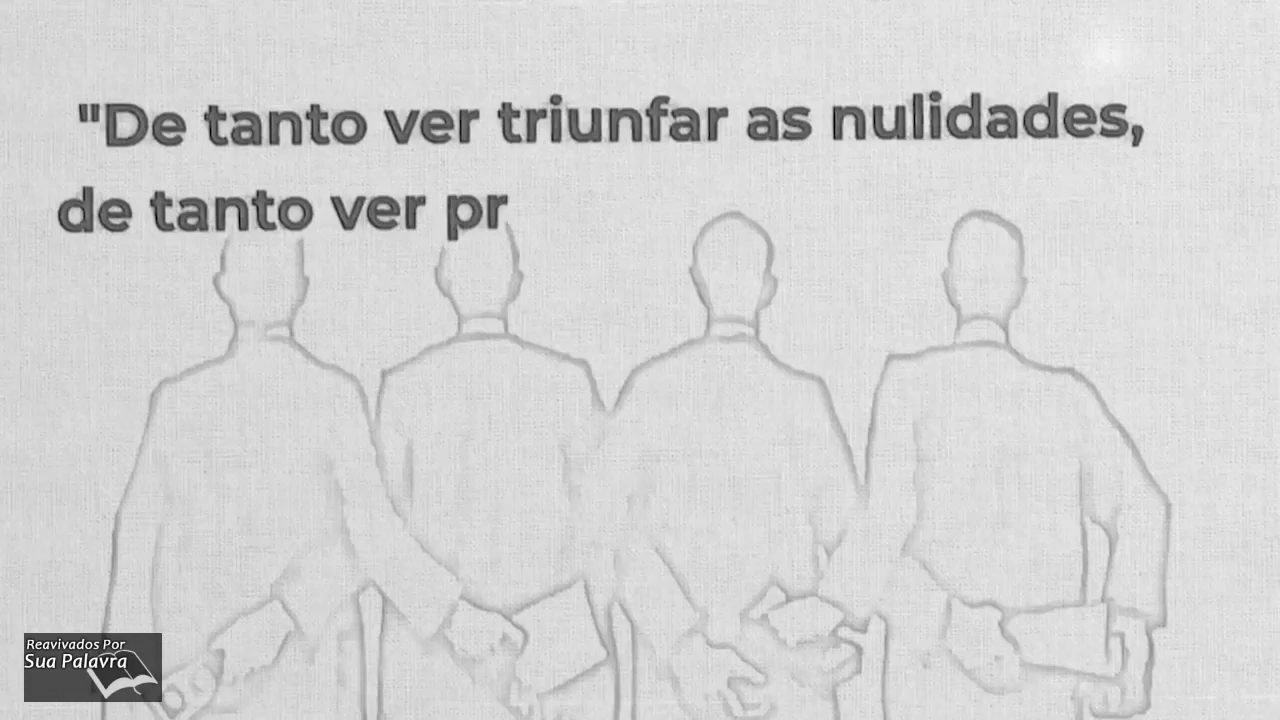 "De tanto ver triunfar as nulidades,
de tanto ver pr
Reavivados Por
Sua Palavra